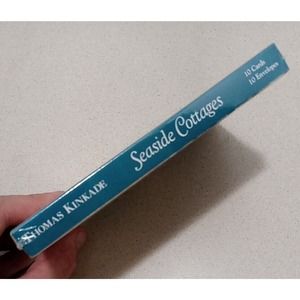 THOMAS KINKADE
Seaside Cottages
10 Cards
10 Envelopes